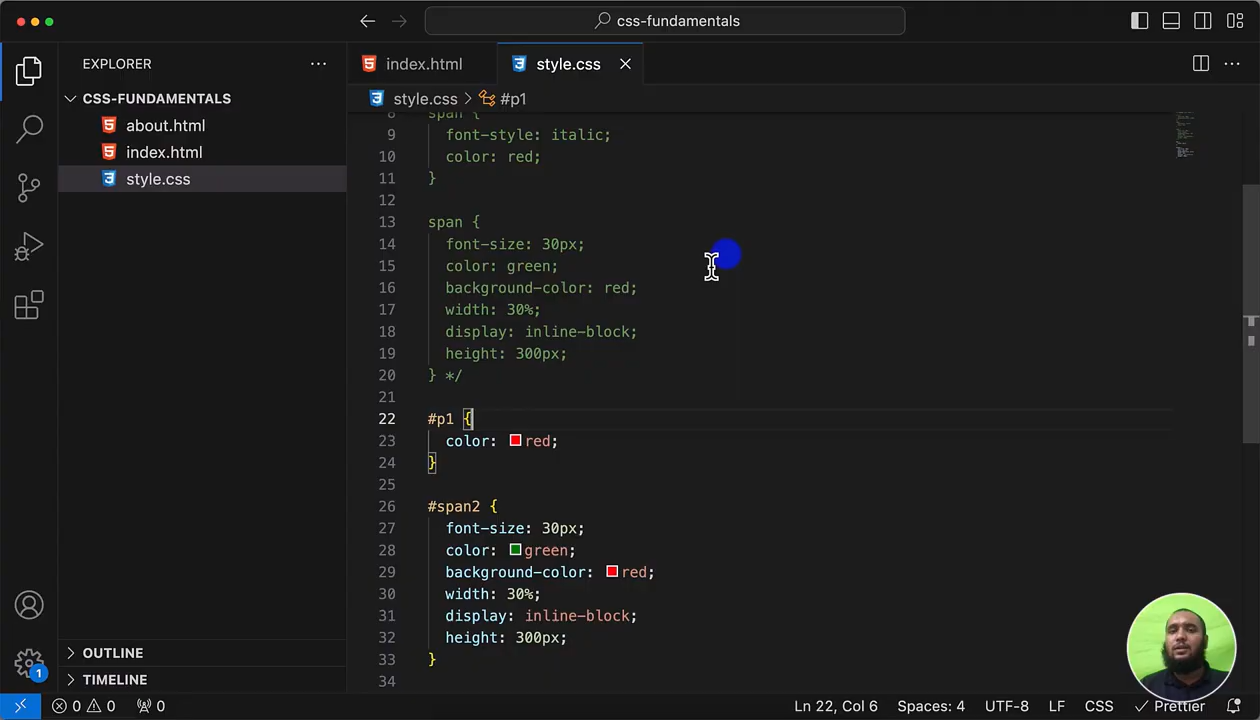 css-fundamentals
EXPLORER
index.html
style.css
CSS-FUNDAMENTALS
style.css > #p1
about.html
index.html
style.css
8 span {
9 font-style: italic;
10 color: red;
11 }
12
13 span {
14 font-size: 30px;
15 color: green;
16 background-color: red;
17 width: 30%;
18 display: inline-block;
19 height: 300px;
20 } */
21
22 #p1 {
23 color: red;
24 }
25
26 #span2 {
27 font-size: 30px;
28 color: green;
29 background-color: red;
30 width: 30%;
31 display: inline-block;
32 height: 300px;
33 }
34
OUTLINE
TIMELINE
1
0 0 0
Ln 22, Col 6 Spaces: 4 UTF-8 LF CSS Prettier